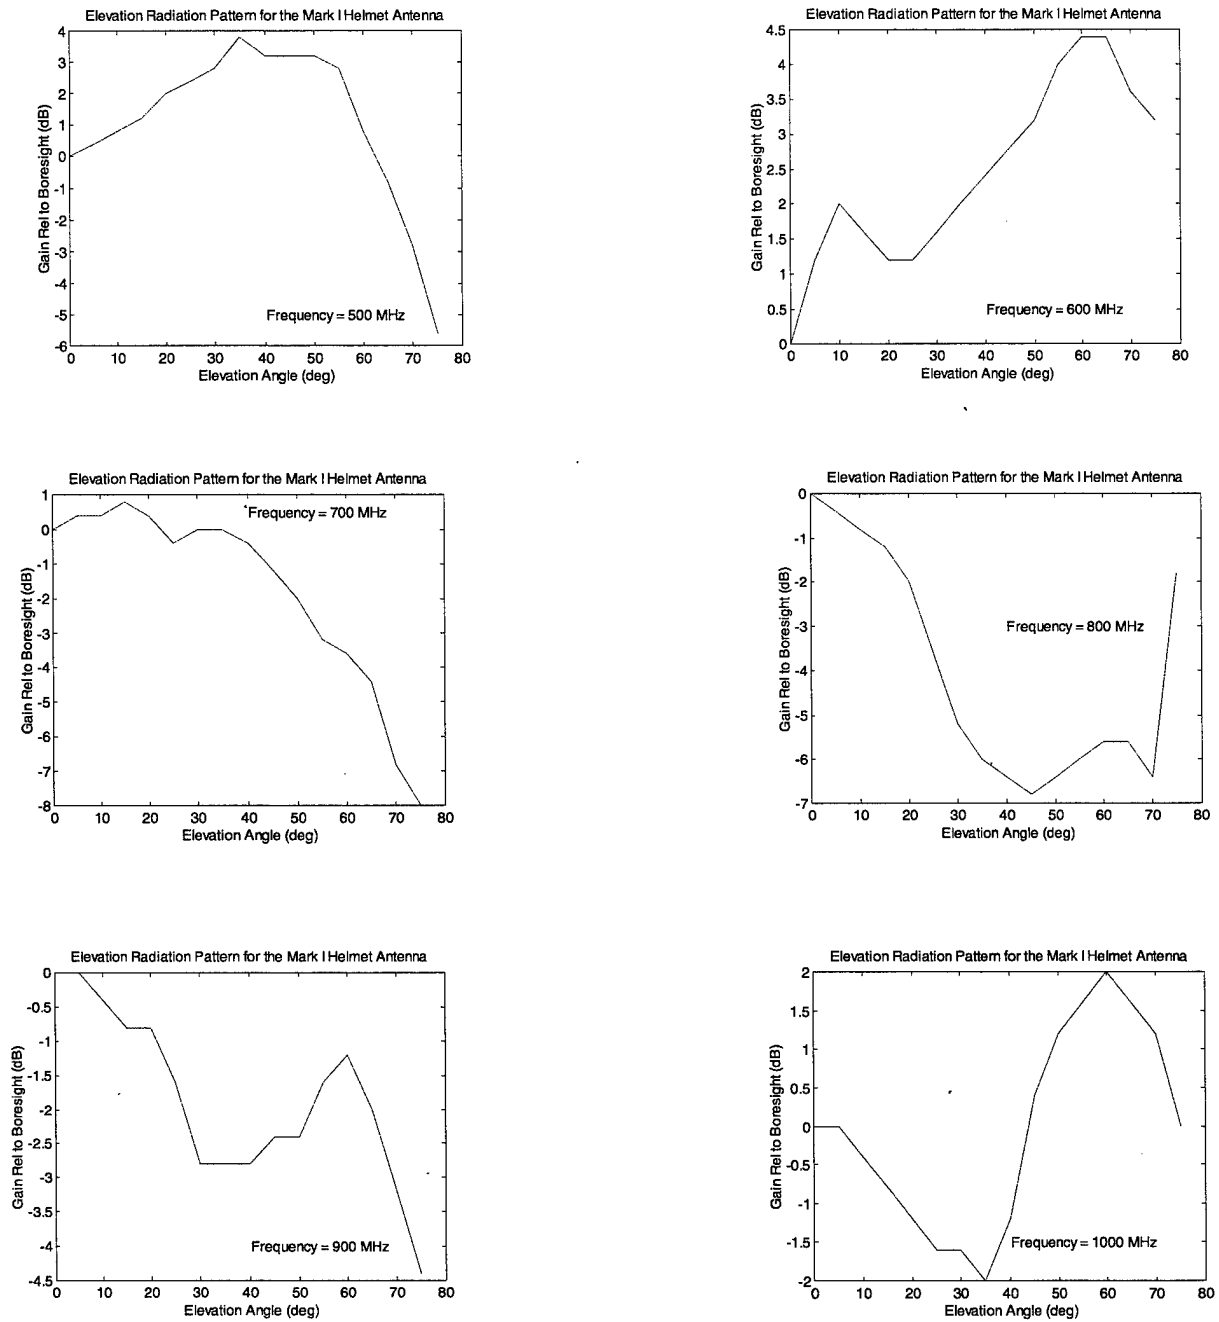 Elevation Radiation Pattern for the Mark I Helmet Antenna
4
3
2
1
0
-1
-2
-3
-4
-5
-6
Gain Rel to Boresight (dB)
Frequency = 500 MHz
0 10 20 30 40 50 60 70 80
Elevation Angle (deg)
Elevation Radiation Pattern for the Mark I Helmet Antenna
4.5
4
3.5
3
2.5
2
1.5
1
0.5
0
Gain Rel to Boresight (dB)
Frequency = 600 MHz
0 10 20 30 40 50 60 70 80
Elevation Angle (deg)
Elevation Radiation Pattern for the Mark I Helmet Antenna
1
0
-1
-2
-3
-4
-5
-6
-7
-8
Gain Rel to Boresight (dB)
Frequency = 700 MHz
0 10 20 30 40 50 60 70 80
Elevation Angle (deg)
Elevation Radiation Pattern for the Mark I Helmet Antenna
0
-1
-2
-3
-4
-5
-6
-7
Gain Rel to Boresight (dB)
Frequency = 800 MHz
0 10 20 30 40 50 60 70 80
Elevation Angle (deg)
Elevation Radiation Pattern for the Mark I Helmet Antenna
0
-0.5
-1
-1.5
-2
-2.5
-3
-3.5
-4
-4.5
Gain Rel to Boresight (dB)
Frequency = 900 MHz
0 10 20 30 40 50 60 70 80
Elevation Angle (deg)
Elevation Radiation Pattern for the Mark I Helmet Antenna
2
1.5
1
0.5
0
-0.5
-1
-1.5
-2
Gain Rel to Boresight (dB)
Frequency = 1000 MHz
0 10 20 30 40 50 60 70 80
Elevation Angle (deg)